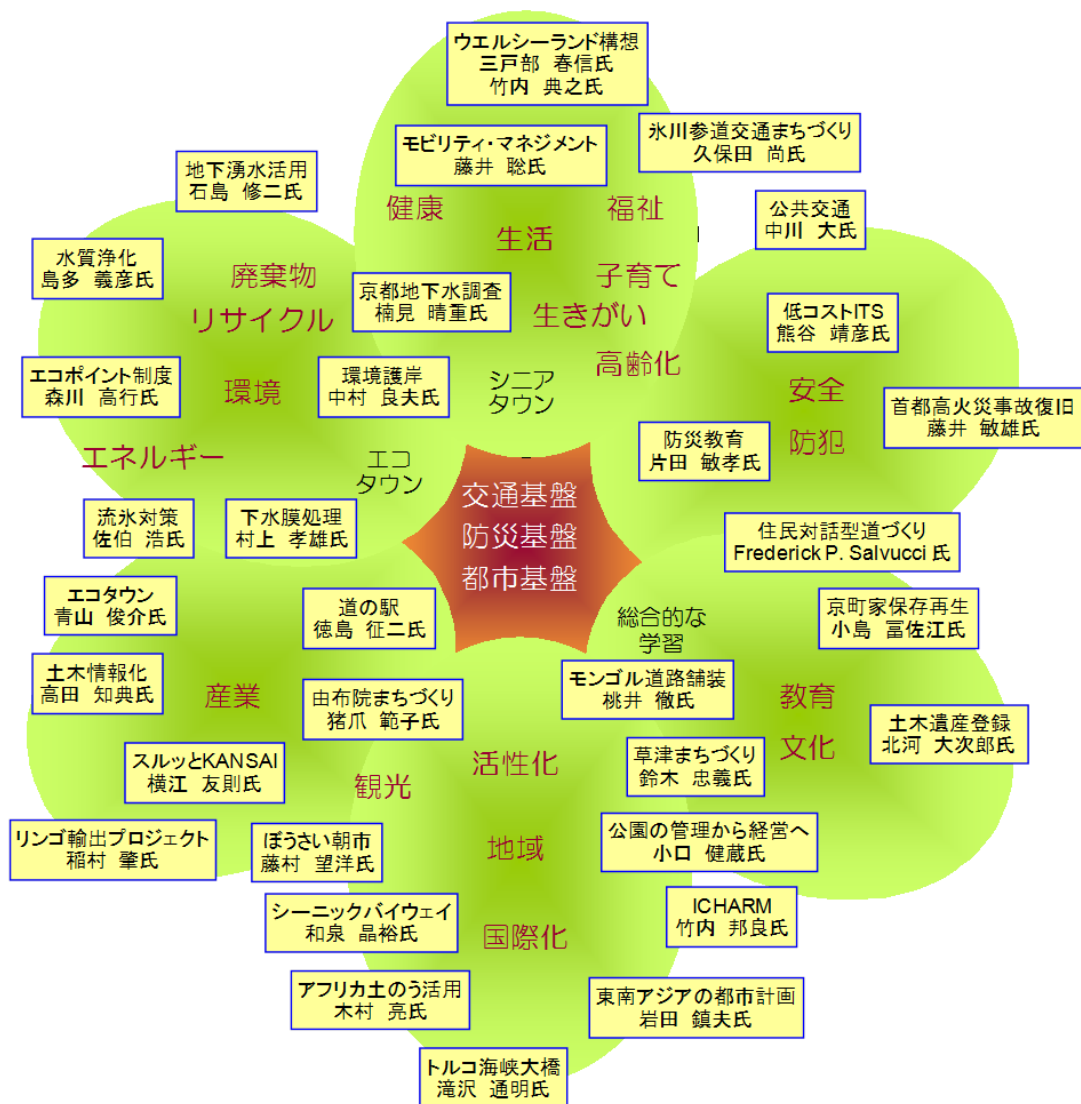 ウエルシーランド構想
三戸部 春信氏
竹内 典之氏
モビリティ・マネジメント
藤井 聡氏
氷川参道交通まちづくり
久保田 尚氏
地下湧水活用
石島 修二氏
公共交通
中川 大氏
健康
福祉
生活
水質浄化
島多 義彦氏
廃棄物
リサイクル
京都地下水調査
楠見 晴重氏
子育て
生きがい
高齢化
低コストITS
熊谷 靖彦氏
エコポイント制度
森川 高行氏
環境
環境護岸
中村 良夫氏
シニア
タウン
安全
防犯
首都高火災事故復旧
藤井 敏雄氏
防災教育
片田 敏孝氏
エネルギー
エコ
タウン
交通基盤
防災基盤
都市基盤
流氷対策
佐伯 浩氏
下水膜処理
村上 孝雄氏
住民対話型道づくり
Frederick P. Salvucci 氏
エコタウン
青山 俊介氏
道の駅
徳島 征二氏
総合的な
学習
京町家保存再生
小島 冨佐江氏
土木情報化
高田 知典氏
産業
由布院まちづくり
猪爪 範子氏
モンゴル道路舗装
桃井 徹氏
教育
文化
土木遺産登録
北河 大次郎氏
スルッとKANSAI
横江 友則氏
観光
活性化
草津まちづくり
鈴木 忠義氏
リンゴ輸出プロジェクト
稲村 肇氏
ぼうさい朝市
藤村 望洋氏
地域
公園の管理から経営へ
小口 健蔵氏
シーニックバイウェイ
和泉 晶裕氏
国際化
ICHARM
竹内 邦良氏
アフリカ土のう活用
木村 亮氏
東南アジアの都市計画
岩田 鎮夫氏
トルコ海峡大橋
滝沢 通明氏